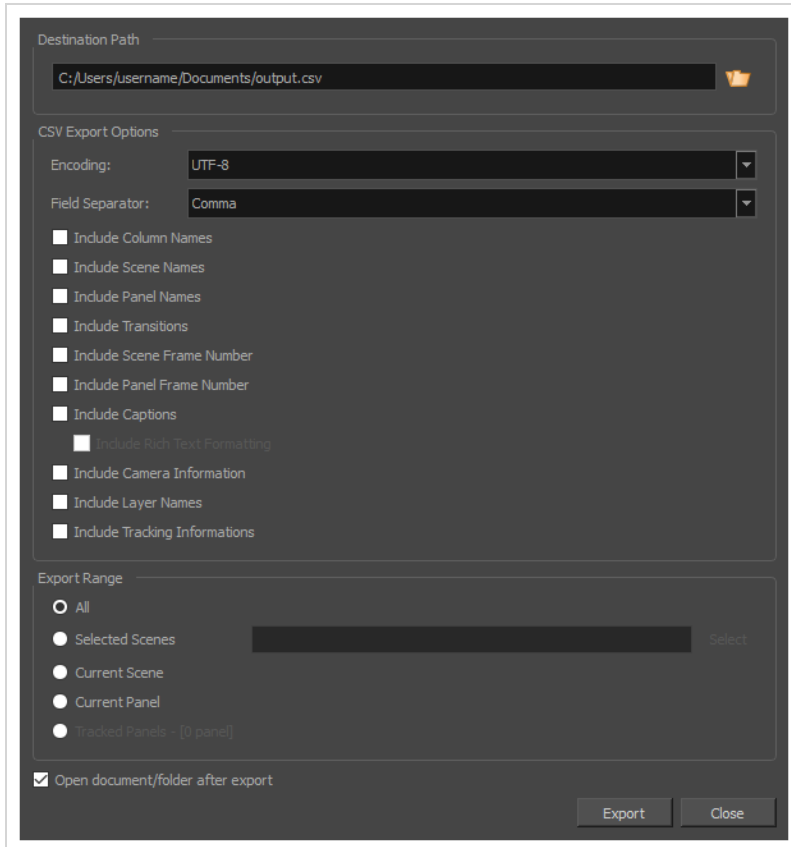 Destination Path
C:/Users/username/Documents/output.csv
CSV Export Options
Encoding: UTF-8
Field Separator: Comma
Include Column Names
Include Scene Names
Include Panel Names
Include Transitions
Include Scene Frame Number
Include Panel Frame Number
Include Captions
Include Rich Text Formatting
Include Camera Information
Include Layer Names
Include Tracking Informations
Export Range
All
Selected Scenes Select
Current Scene
Current Panel
Tracked Panels - [0 panel]
Open document/folder after export
Export Close